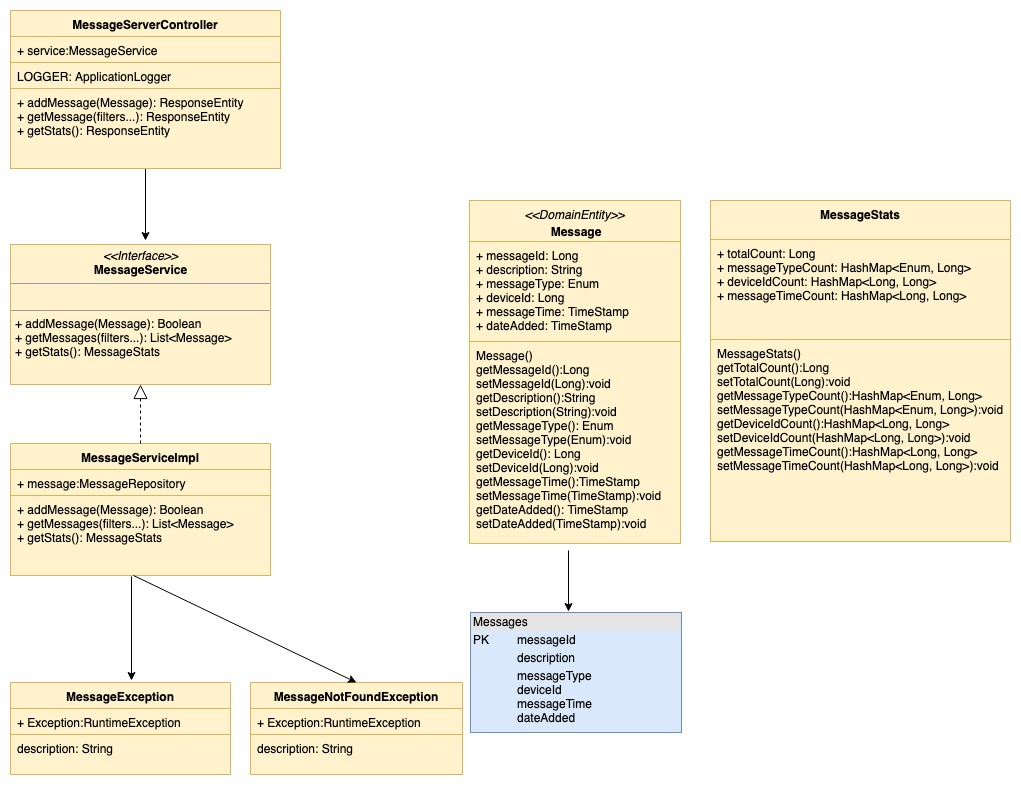 MessageServerController
+ service:MessageService
LOGGER: ApplicationLogger
+ addMessage(Message): ResponseEntity
+ getMessage(filters...): ResponseEntity
+ getStats(): ResponseEntity
<<Interface>>
MessageService
+ addMessage(Message): Boolean
+ getMessages(filters...): List<Message>
+ getStats(): MessageStats
MessageServiceImpl
+ message:MessageRepository
+ addMessage(Message): Boolean
+ getMessages(filters...): List<Message>
+ getStats(): MessageStats
MessageException
+ Exception:RuntimeException
description: String
MessageNotFoundException
+ Exception:RuntimeException
description: String
<<DomainEntity>>
Message
+ messageId: Long
+ description: String
+ messageType: Enum
+ deviceId: Long
+ messageTime: TimeStamp
+ dateAdded: TimeStamp
Message()
getMessageId():Long
setMessageId(Long):void
getDescription():String
setDescription(String):void
getMessageType(): Enum
setMessageType(Enum):void
getDeviceId(): Long
setDeviceId(Long):void
getMessageTime():TimeStamp
setMessageTime(TimeStamp):void
getDateAdded(): TimeStamp
setDateAdded(TimeStamp):void
Messages
PK messageId
description
messageType
deviceId
messageTime
dateAdded
MessageStats
+ totalCount: Long
+ messageTypeCount: HashMap<Enum, Long>
+ deviceIdCount: HashMap<Long, Long>
+ messageTimeCount: HashMap<Long, Long>
MessageStats()
getTotalCount():Long
setTotalCount(Long):void
getMessageTypeCount():HashMap<Enum, Long>
setMessageTypeCount(HashMap<Enum, Long>):void
getDeviceIdCount():HashMap<Long, Long>
setDeviceIdCount(HashMap<Long, Long>):void
getMessageTimeCount():HashMap<Long, Long>
setMessageTimeCount(HashMap<Long, Long>):void